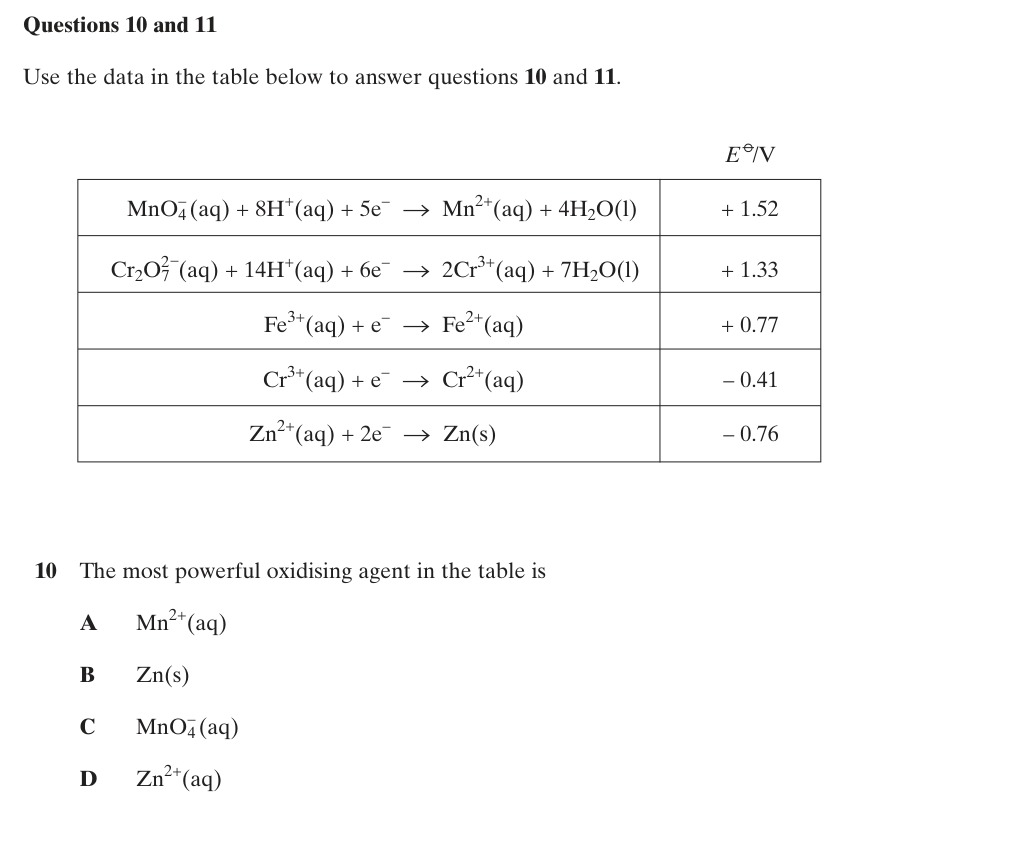 Questions 10 and 11
Use the data in the table below to answer questions 10 and 11.
E⦵/V
MnO₄⁻(aq) + 8H⁺(aq) + 5e⁻ → Mn²⁺(aq) + 4H₂O(l) + 1.52
Cr₂O₇²⁻(aq) + 14H⁺(aq) + 6e⁻ → 2Cr³⁺(aq) + 7H₂O(l) + 1.33
Fe³⁺(aq) + e⁻ → Fe²⁺(aq) + 0.77
Cr³⁺(aq) + e⁻ → Cr²⁺(aq) – 0.41
Zn²⁺(aq) + 2e⁻ → Zn(s) – 0.76
10 The most powerful oxidising agent in the table is
A Mn²⁺(aq)
B Zn(s)
C MnO₄⁻(aq)
D Zn²⁺(aq)